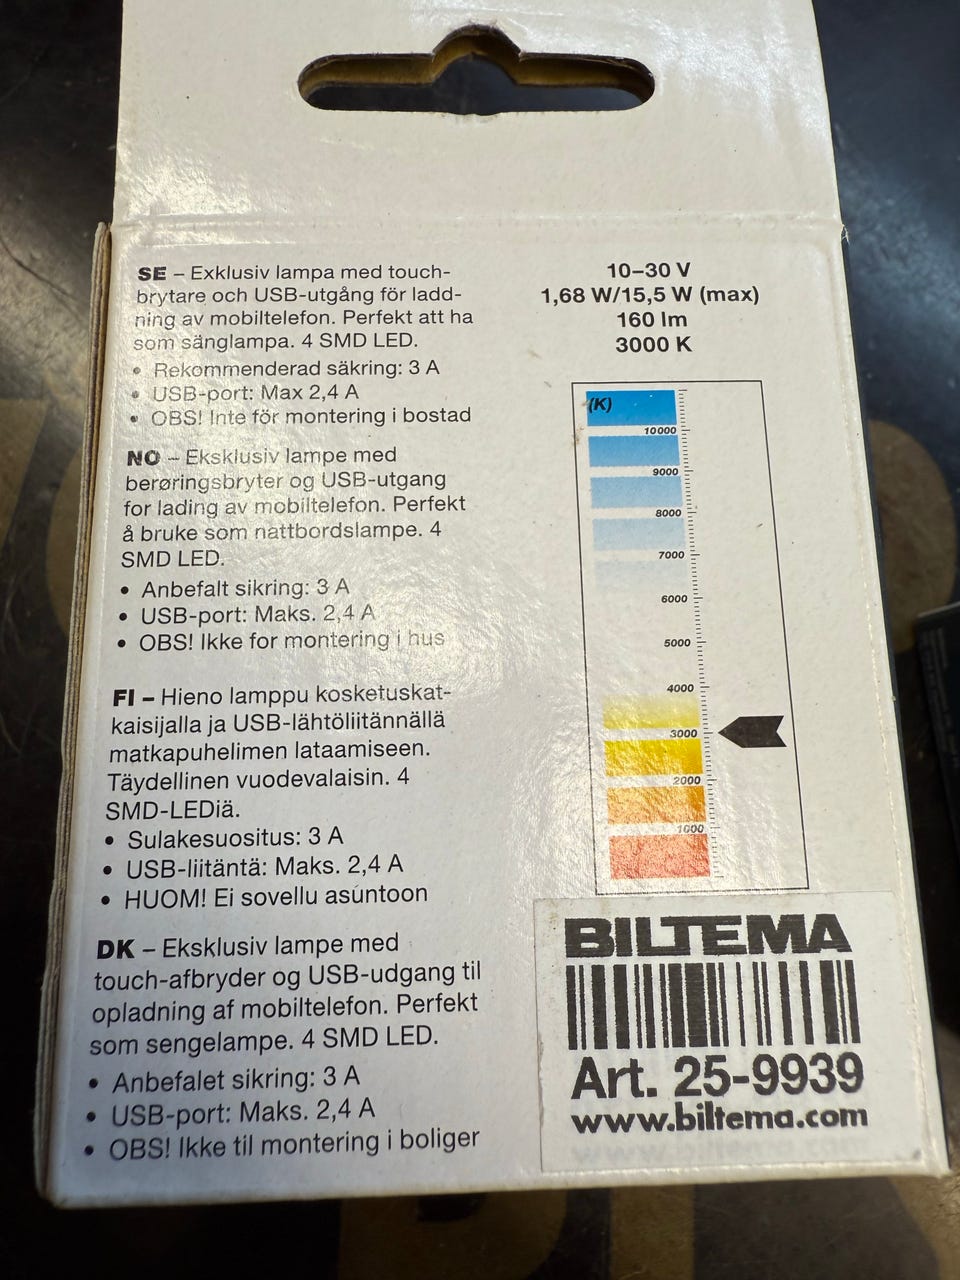 SE – Exklusiv lampa med touch-
brytare och USB-utgång för ladd-
ning av mobiltelefon. Perfekt att ha
som sänglampa. 4 SMD LED.
• Rekommenderad säkring: 3 A
• USB-port: Max 2,4 A
• OBS! Inte för montering i bostad
NO – Eksklusiv lampe med
berøringsbryter og USB-utgang
for lading av mobiltelefon. Perfekt
å bruke som nattbordslampe. 4
SMD LED.
• Anbefalt sikring: 3 A
• USB-port: Maks. 2,4 A
• OBS! Ikke for montering i hus
FI – Hieno lamppu kosketuskat-
kaisijalla ja USB-lähtöliitännällä
matkapuhelimen lataamiseen.
Täydellinen vuodevalaisin. 4
SMD-LEDiä.
• Sulakesuositus: 3 A
• USB-liitäntä: Maks. 2,4 A
• HUOM! Ei sovellu asuntoon
DK – Eksklusiv lampe med
touch-afbryder og USB-udgang til
opladning af mobiltelefon. Perfekt
som sengelampe. 4 SMD LED.
• Anbefalet sikring: 3 A
• USB-port: Maks. 2,4 A
• OBS! Ikke til montering i boliger
10–30 V
1,68 W/15,5 W (max)
160 lm
3000 K
(K)
10000
9000
8000
7000
6000
5000
4000
3000
2000
1000
BILTEMA
Art. 25-9939
www.biltema.com